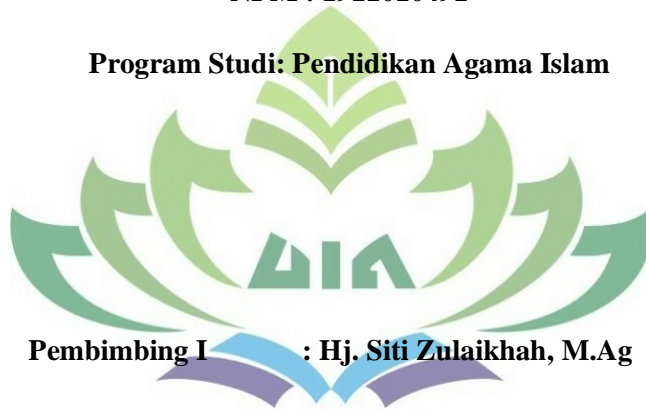 Program Studi: Pendidikan Agama Islam
UIN
Pembimbing I : Hj. Siti Zulaikhah, M.Ag